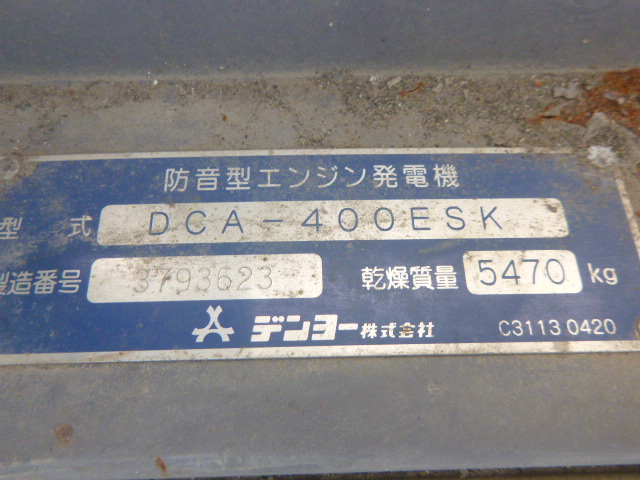 防音型エンジン発電機
型 式 DCA-400ESK
製造番号 3793623 乾燥質量 5470 kg
デンヨー株式会社 C3113 0420